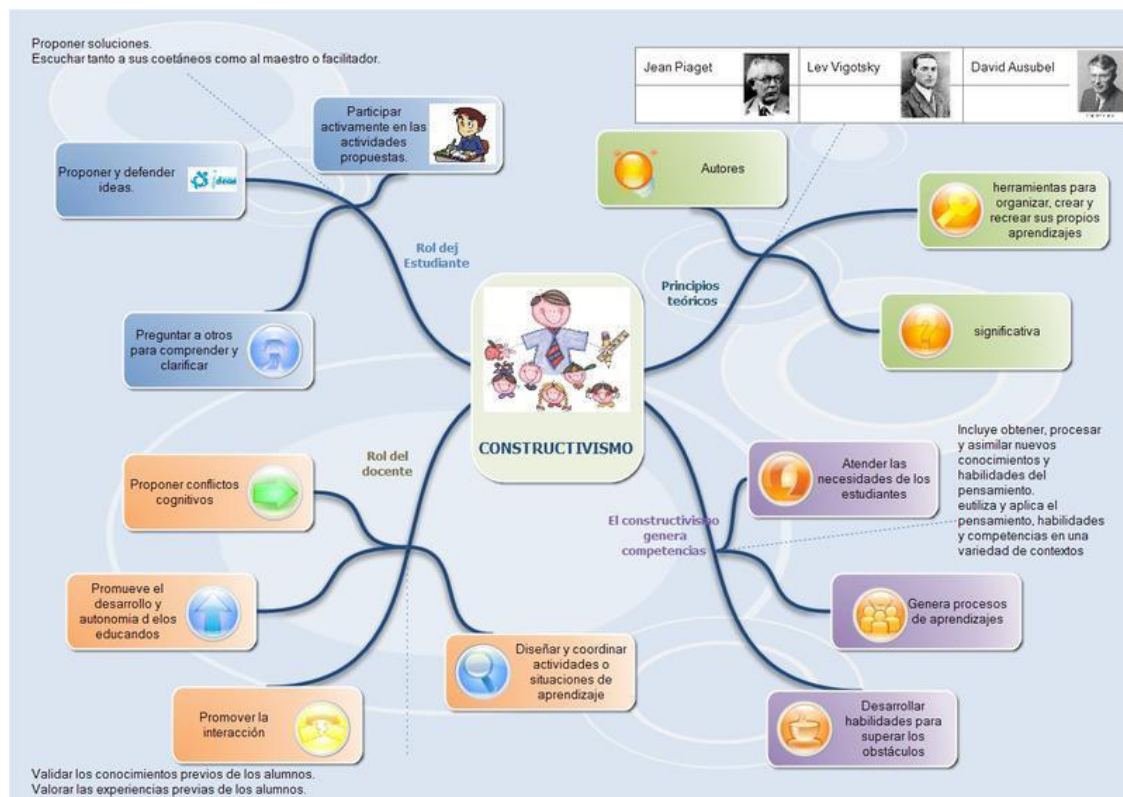 Proponer soluciones.
Escuchar tanto a sus coetáneos como al maestro o facilitador.
Jean Piaget
Lev Vigotsky
David Ausubel
Participar
activamente en las
actividades
propuestas.
Proponer y defender
ideas.
ideas
Preguntar a otros
para comprender y
clarificar
Rol dej
Estudiante
Autores
herramientas para
organizar, crear y
recrear sus propios
aprendizajes
significativa
Principios
teóricos
CONSTRUCTIVISMO
Rol del
docente
Proponer conflictos
cognitivos
Promueve el
desarrollo y
autonomia d elos
educandos
Promover la
interacción
Diseñar y coordinar
actividades o
situaciones de
aprendizaje
Validar los conocimientos previos de los alumnos.
Valorar las experiencias previas de los alumnos.
El constructivismo
genera
competencias
Atender las
necesidades de los
estudiantes
Incluye obtener, procesar
y asimilar nuevos
conocimientos y
habilidades del
pensamiento.
eutiliza y aplica el
pensamiento, habilidades
y competencias en una
variedad de contextos
Genera procesos
de aprendizajes
Desarrollar
habilidades para
superar los
obstáculos